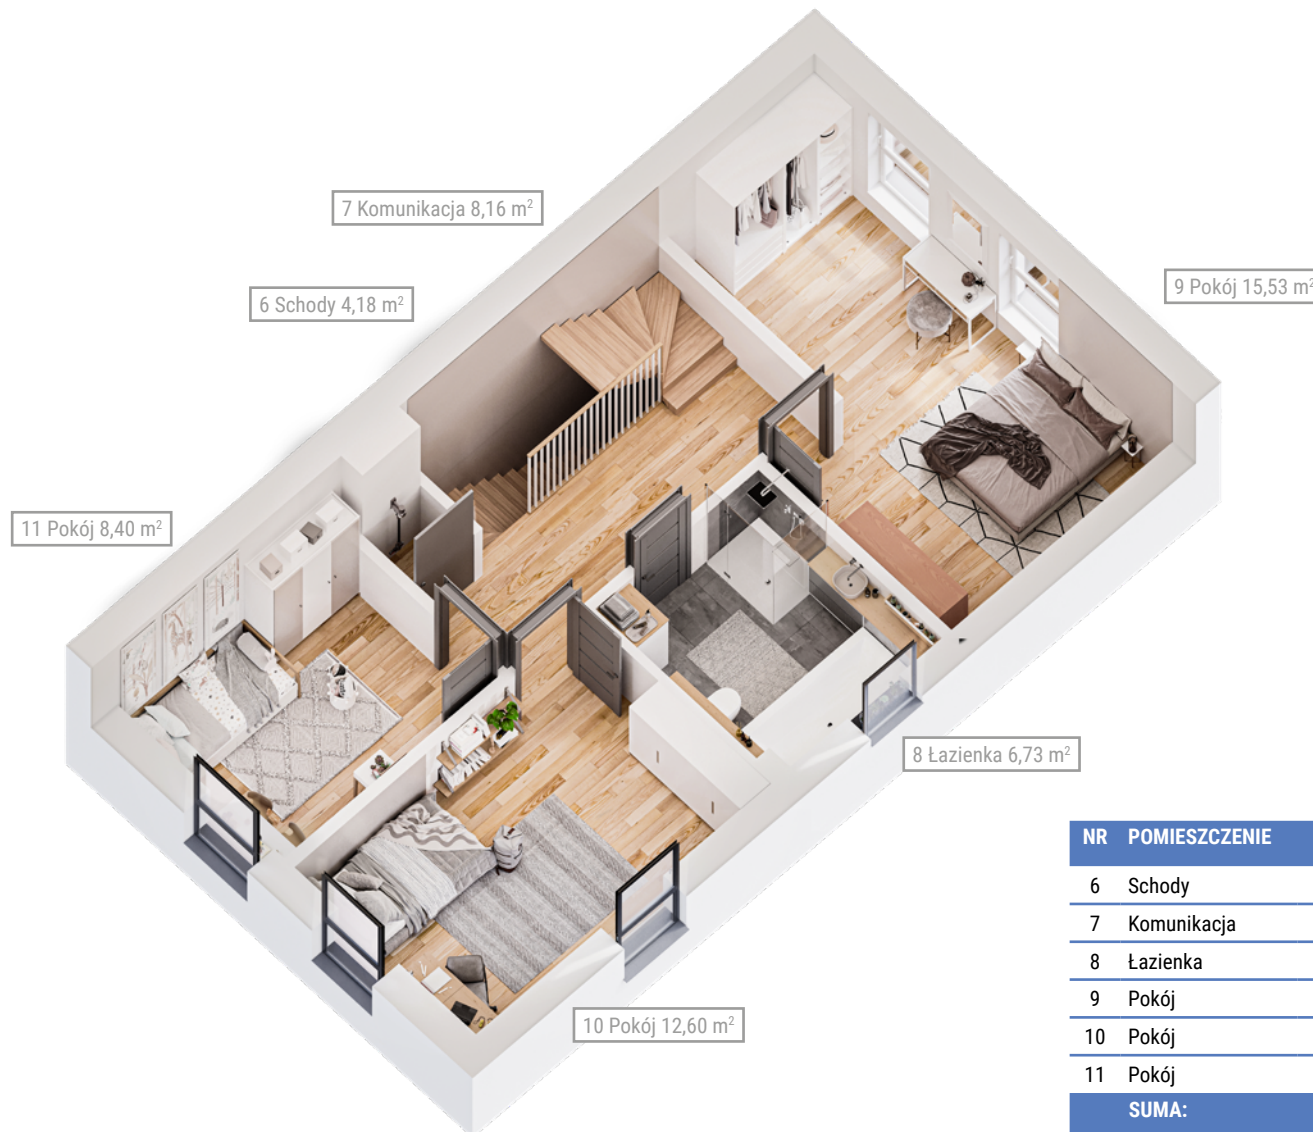 7 Komunikacja 8,16 m²
6 Schody 4,18 m²
9 Pokój 15,53 m²
11 Pokój 8,40 m²
8 Łazienka 6,73 m²
10 Pokój 12,60 m²
NR POMIESZCZENIE
6 Schody
7 Komunikacja
8 Łazienka
9 Pokój
10 Pokój
11 Pokój
SUMA: